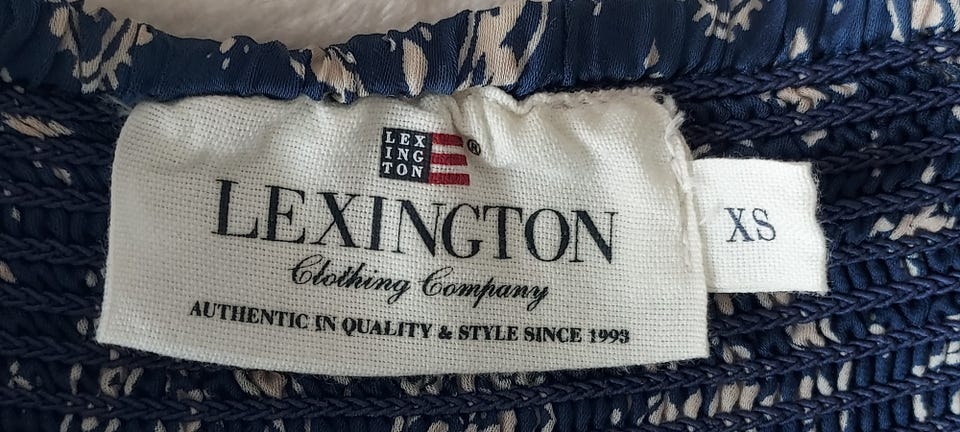 LEX
ING
TON
®
LEXINGTON
Clothing Company
AUTHENTIC IN QUALITY & STYLE SINCE 1993
XS